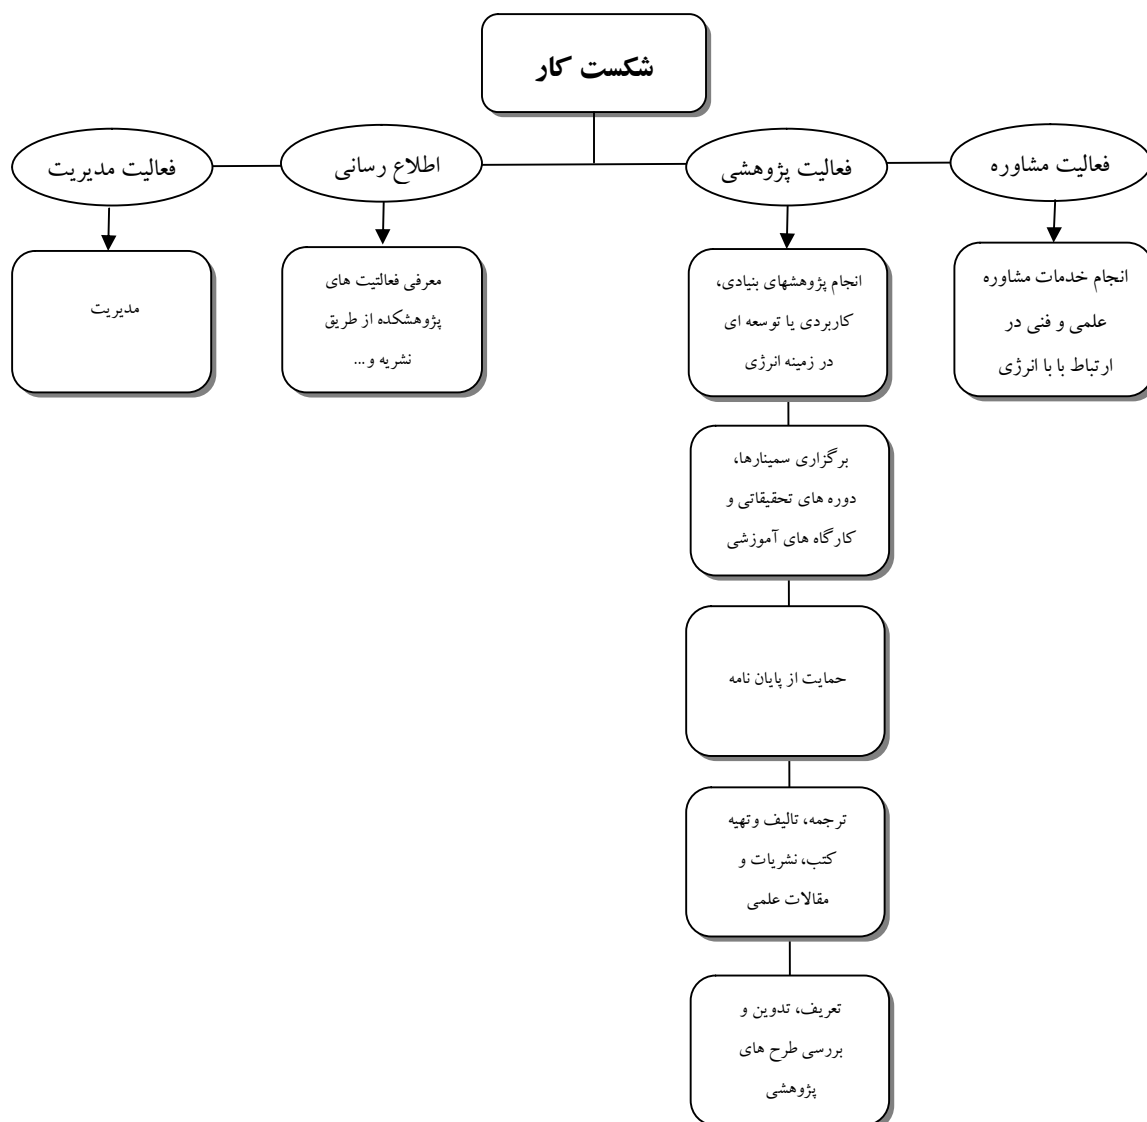 شکست کار
فعالیت مشاوره
فعالیت پژوهشی
اطلاع رسانی
فعالیت مدیریت
انجام خدمات مشاوره
علمی و فنی در
ارتباط با با انرژی
انجام پژوهشهای بنیادی،
کاربردی یا توسعه ای
در زمینه انرژی
معرفی فعالتیت های
پژوهشکده از طریق
نشریه و...
مدیریت
برگزاری سمینارها،
دوره های تحقیقاتی و
کارگاه های آموزشی
حمایت از پایان نامه
ترجمه، تالیف وتهیه
کتب، نشریات و
مقالات علمی
تعریف، تدوین و
بررسی طرح های
پژوهشی